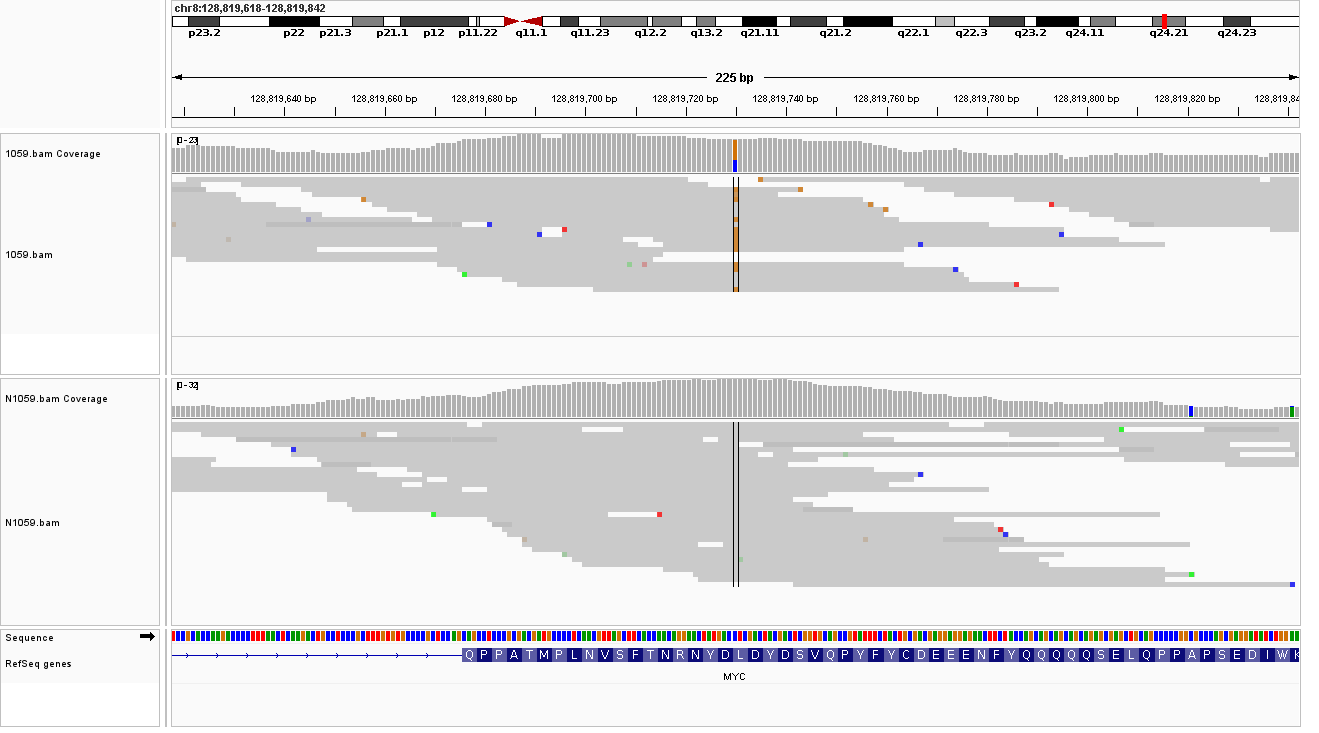 chr8:128,819,618-128,819,842
p23.2 p22 p21.3 p21.1 p12 p11.22 q11.1 q11.23 q12.2 q13.2 q21.11 q21.2 q22.1 q22.3 q23.2 q24.11 q24.21 q24.23
225 bp
128,819,640 bp 128,819,660 bp 128,819,680 bp 128,819,700 bp 128,819,720 bp 128,819,740 bp 128,819,760 bp 128,819,780 bp 128,819,800 bp 128,819,820 bp 128,819,84
[0-23]
1059.bam Coverage
1059.bam
[0-32]
N1059.bam Coverage
N1059.bam
Sequence
RefSeq genes
Q P P A T M P L N V S F T N R N Y D L D Y D S V Q P Y F Y C D E E E N F Y Q Q Q Q Q S E L Q P P A P S E D I W K
MYC